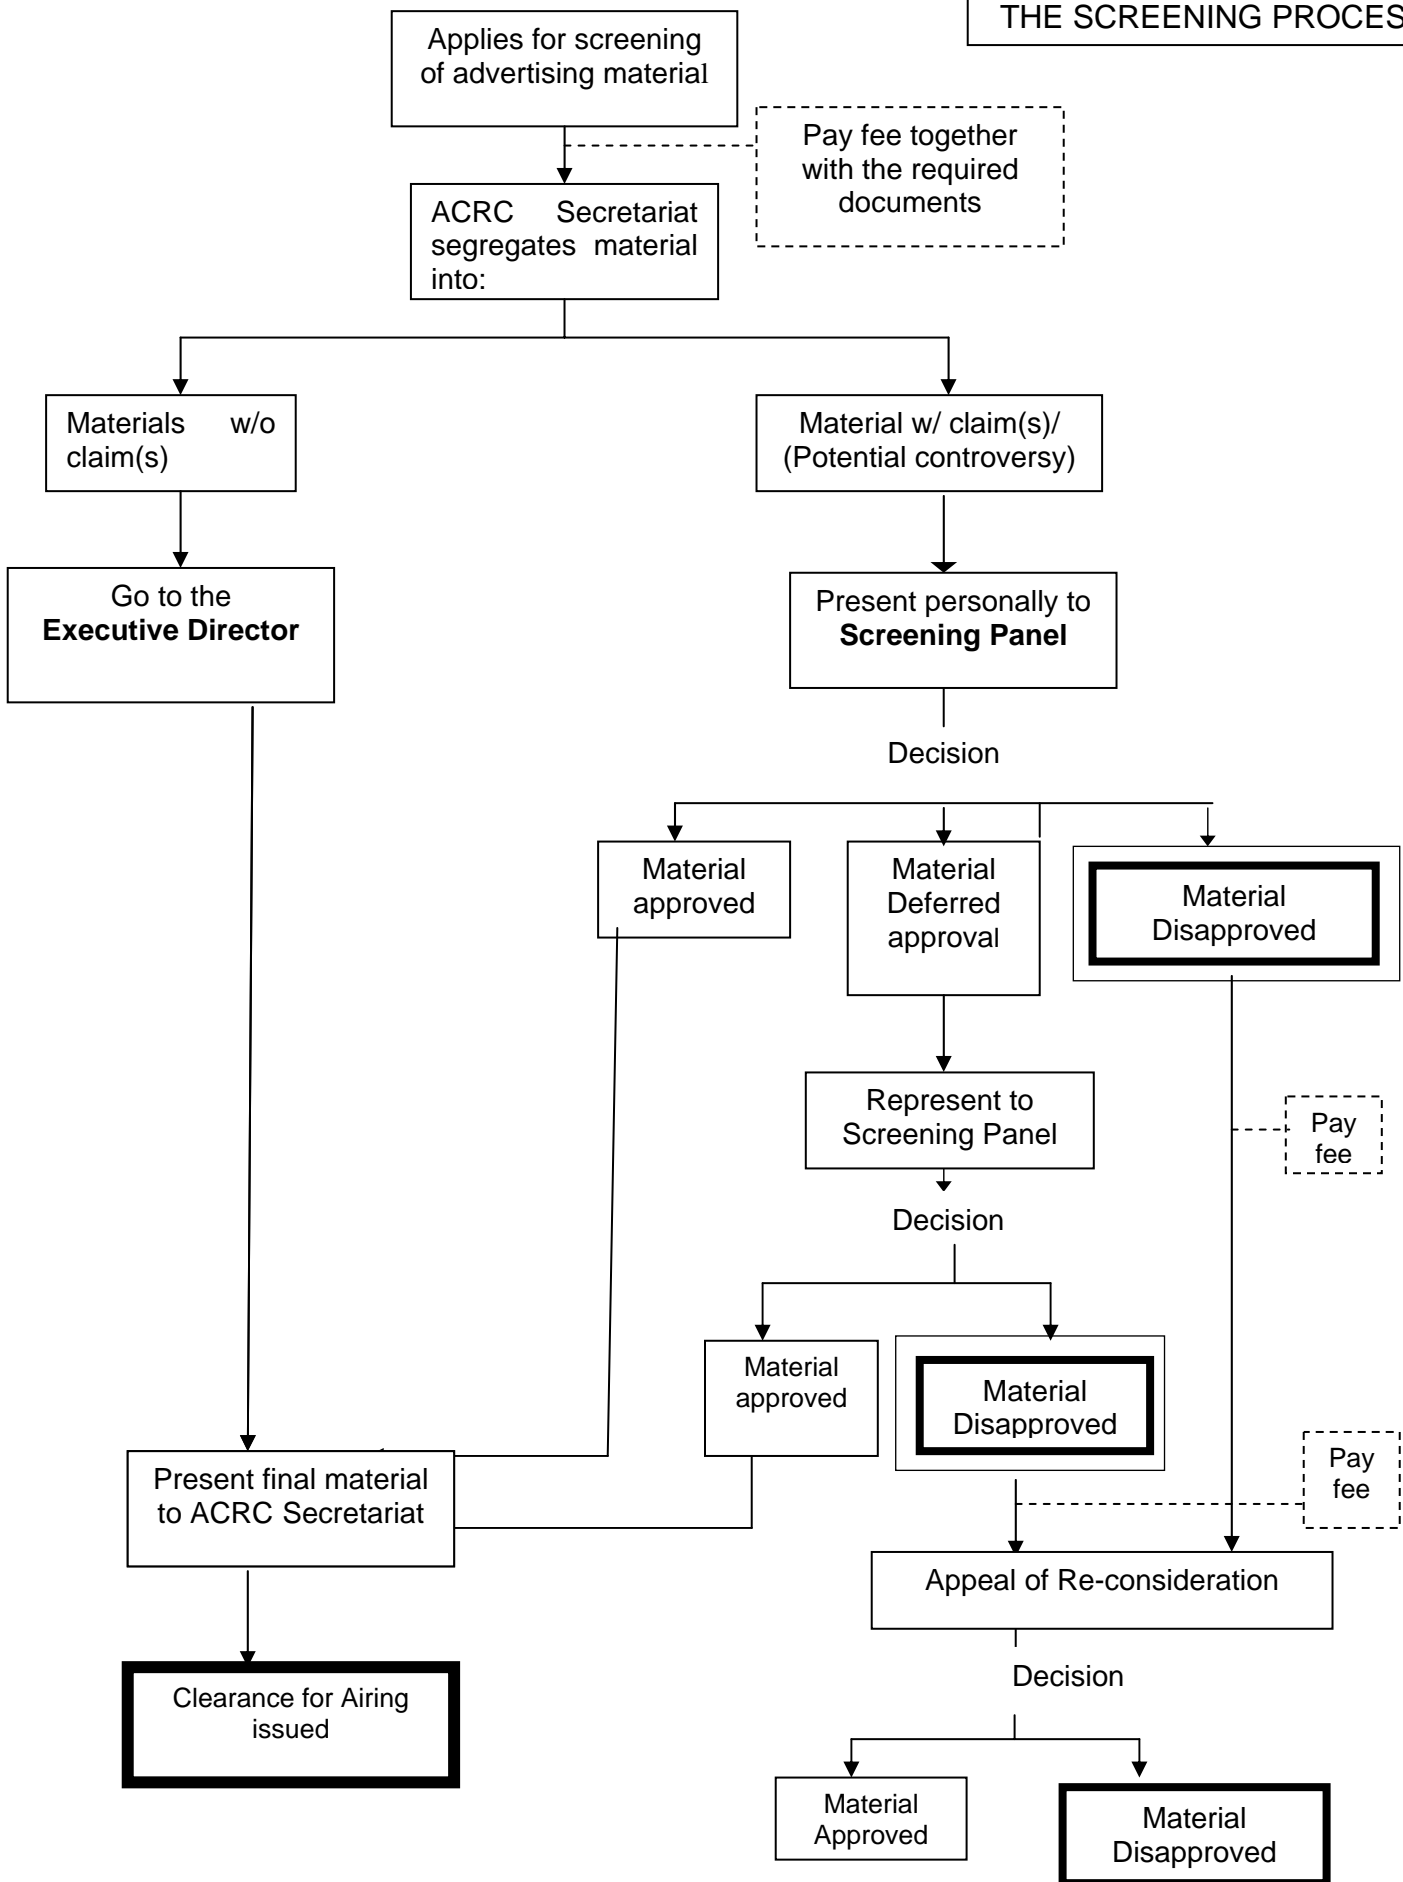 THE SCREENING PROCES
Applies for screening
of advertising material
Pay fee together
with the required
documents
ACRC Secretariat
segregates material
into:
Materials w/o
claim(s)
Material w/ claim(s)/
(Potential controversy)
Go to the
Executive Director
Present personally to
Screening Panel
Decision
Material
approved
Material
Deferred
approval
Material
Disapproved
Represent to
Screening Panel
Pay
fee
Decision
Material
approved
Material
Disapproved
Pay
fee
Present final material
to ACRC Secretariat
Appeal of Re-consideration
Decision
Clearance for Airing
issued
Material
Approved
Material
Disapproved